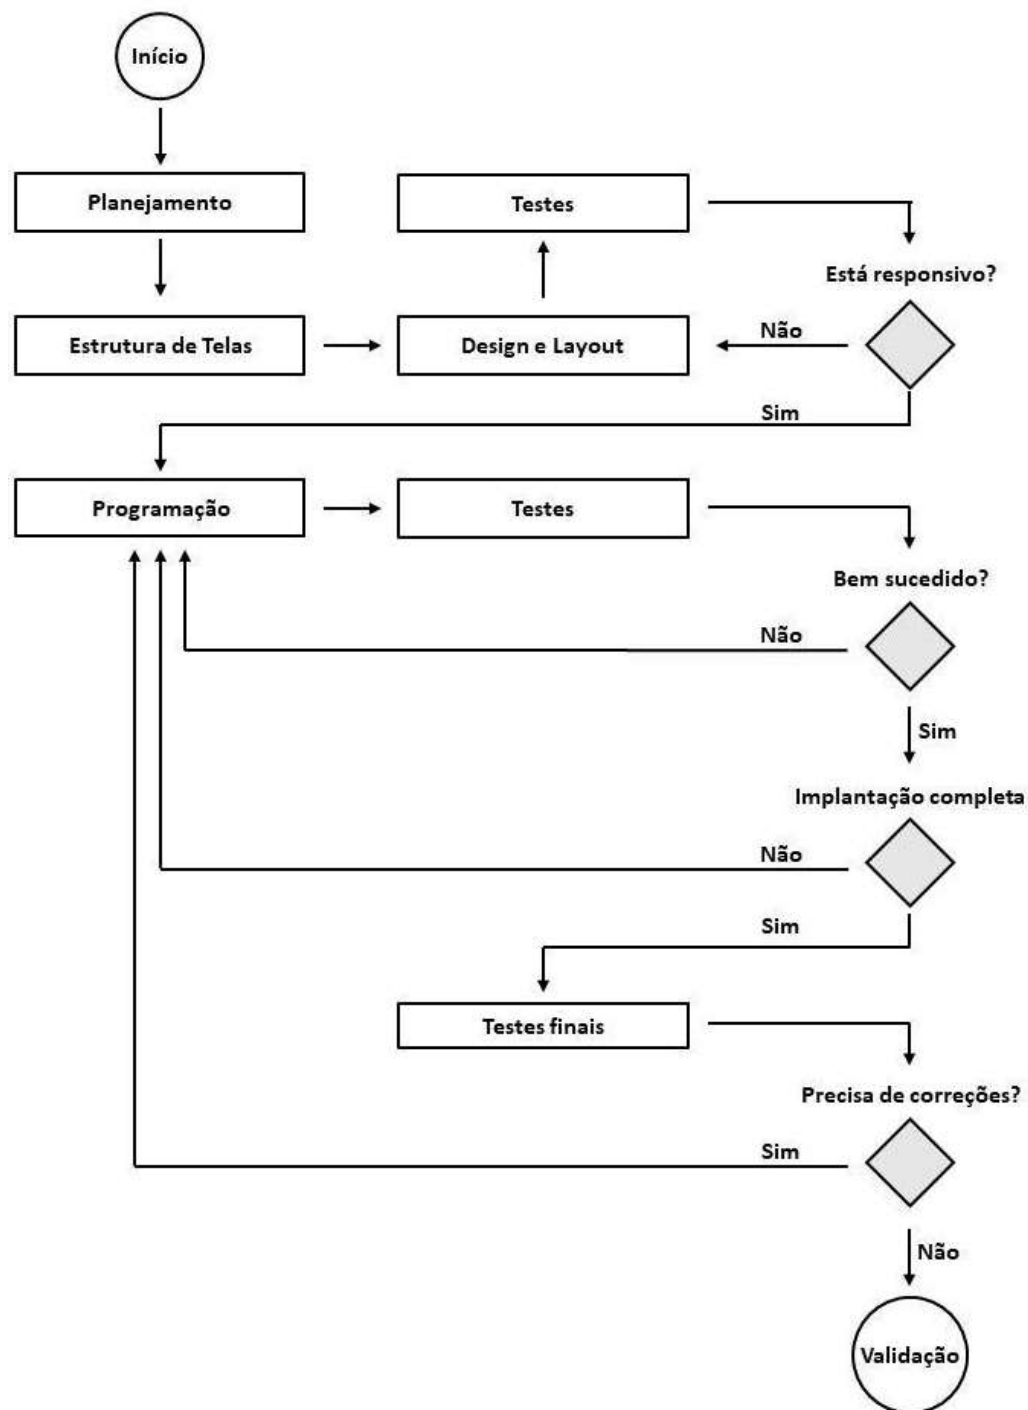 Início
Planejamento
Testes
Está responsivo?
Estrutura de Telas
Design e Layout
Não
Sim
Programação
Testes
Bem sucedido?
Não
Sim
Implantação completa
Não
Sim
Testes finais
Precisa de correções?
Sim
Não
Validação